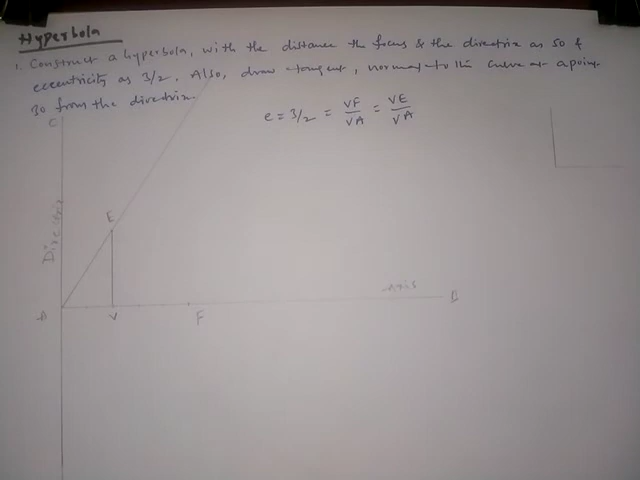 Hyperbola
1. Construct a hyperbola, with the distance the focus & the directrix as 50 &
eccentricity as 3/2. Also, draw tangent, normal to the curve at a point
30 from the directrix.
C
e = 3/2 = VF/VA = VE/VA
Directrix
E
axis
B
V
F